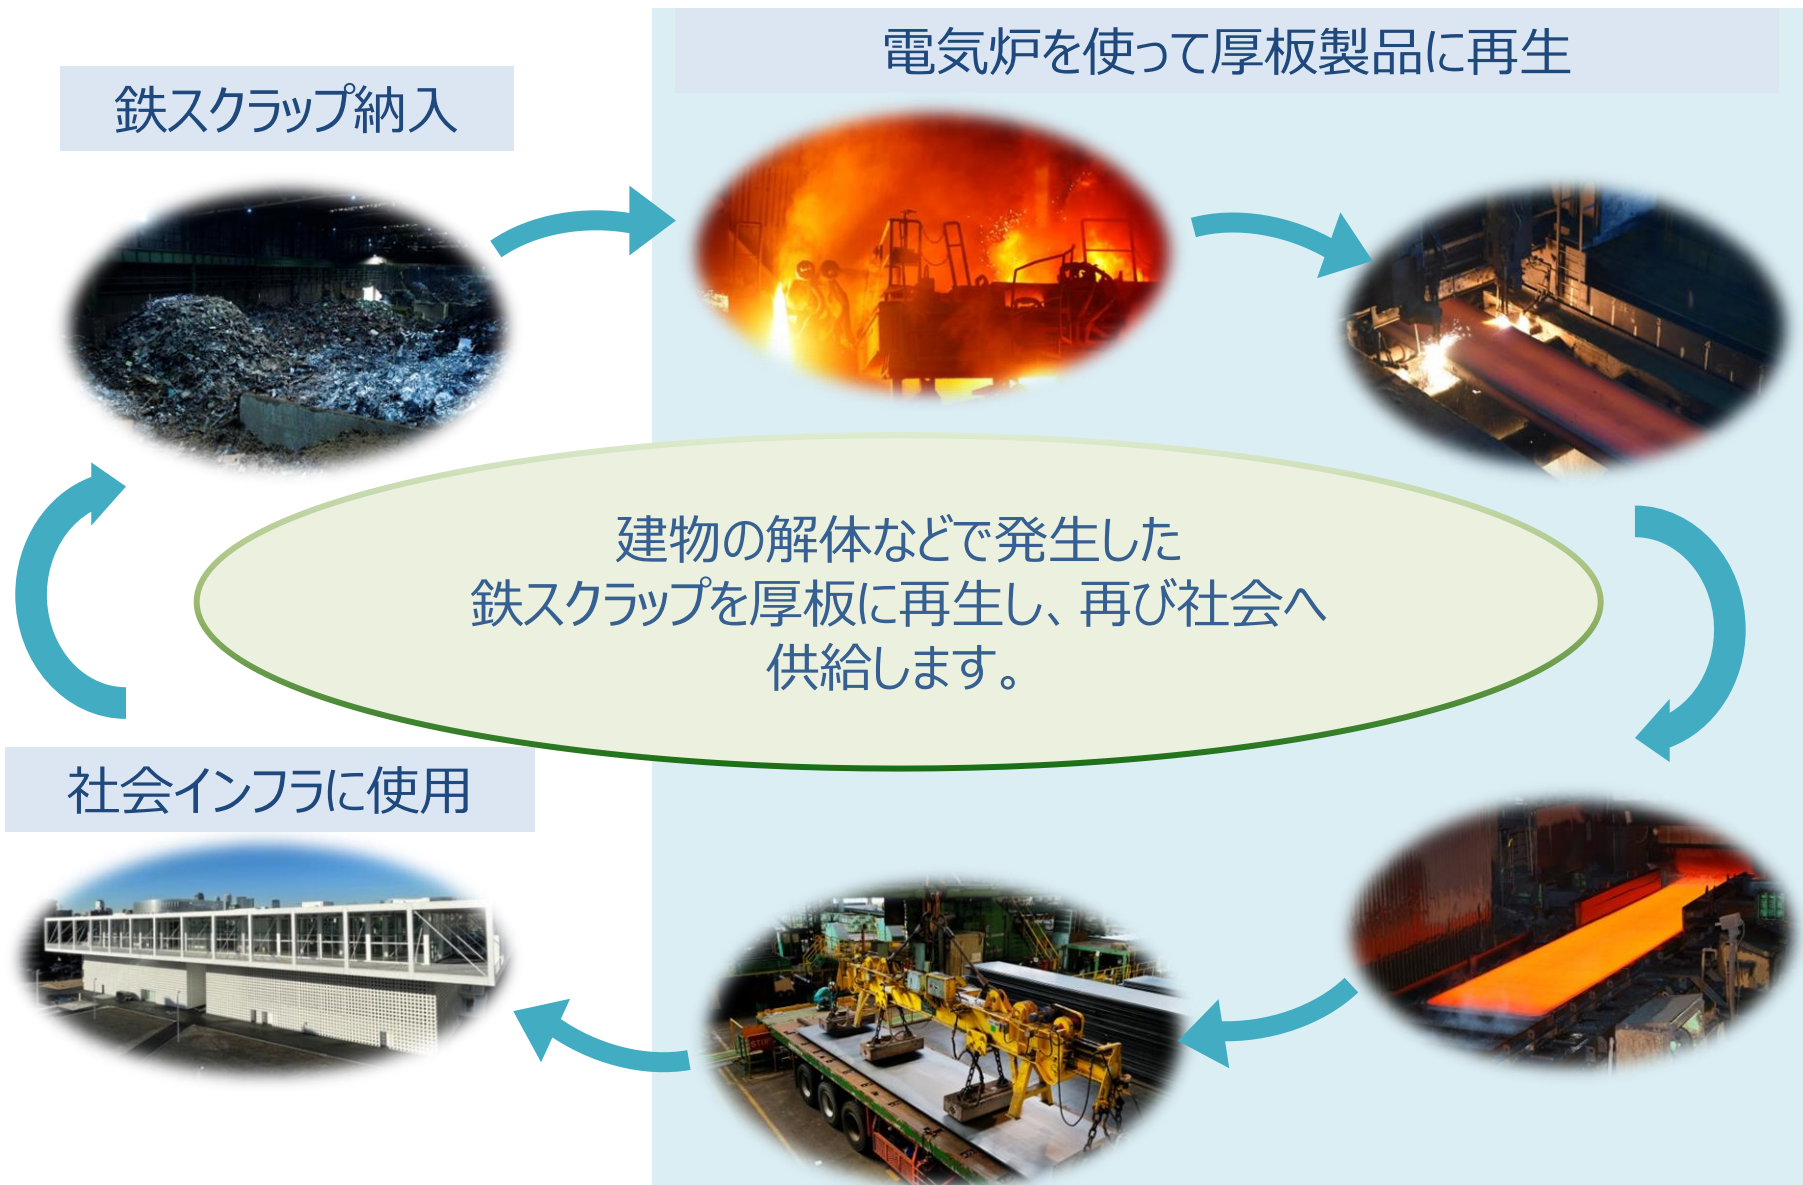 電気炉を使って厚板製品に再生
鉄スクラップ納入
建物の解体などで発生した
鉄スクラップを厚板に再生し、再び社会へ
供給します。
社会インフラに使用